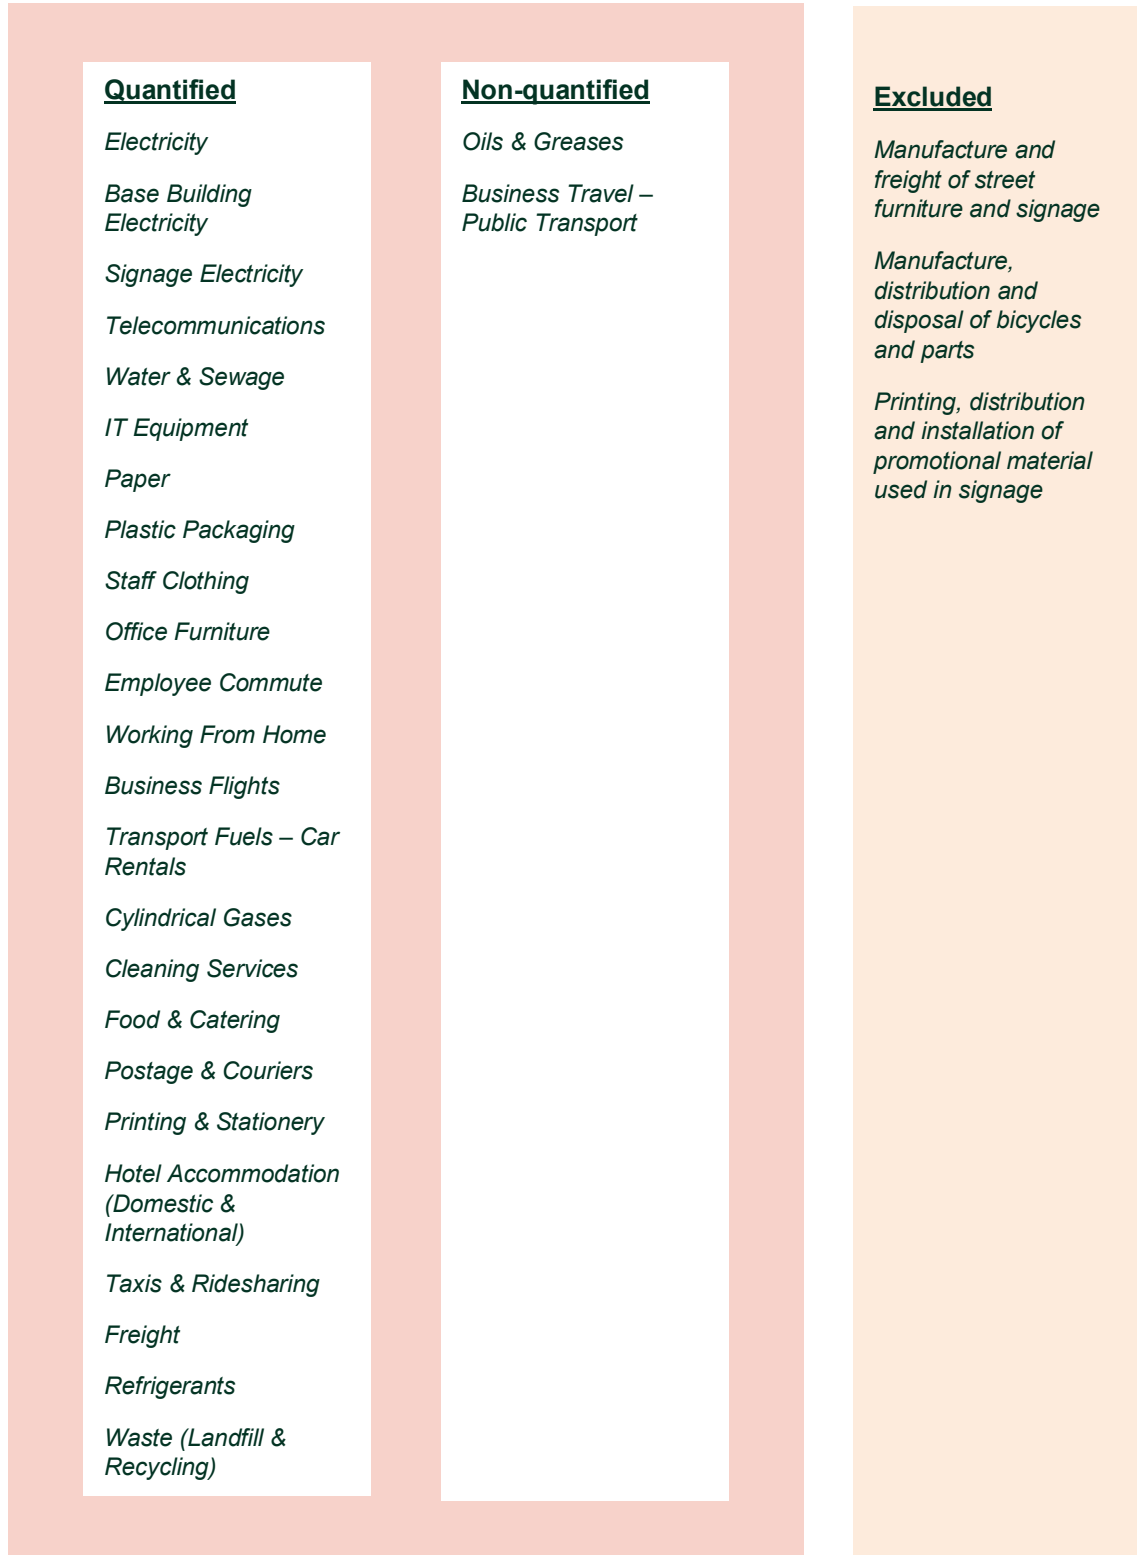 Quantified
Electricity
Base Building
Electricity
Signage Electricity
Telecommunications
Water & Sewage
IT Equipment
Paper
Plastic Packaging
Staff Clothing
Office Furniture
Employee Commute
Working From Home
Business Flights
Transport Fuels – Car
Rentals
Cylindrical Gases
Cleaning Services
Food & Catering
Postage & Couriers
Printing & Stationery
Hotel Accommodation
(Domestic &
International)
Taxis & Ridesharing
Freight
Refrigerants
Waste (Landfill &
Recycling)
Non-quantified
Oils & Greases
Business Travel –
Public Transport
Excluded
Manufacture and
freight of street
furniture and signage
Manufacture,
distribution and
disposal of bicycles
and parts
Printing, distribution
and installation of
promotional material
used in signage